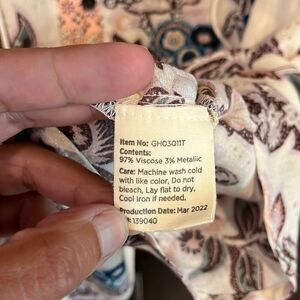 Item No: GH03011T
Contents:
97% Viscose 3% Metallic
Care: Machine wash cold
with like color, Do not
bleach, Lay flat to dry,
Cool iron if needed.
Production Date: Mar 2022
139040